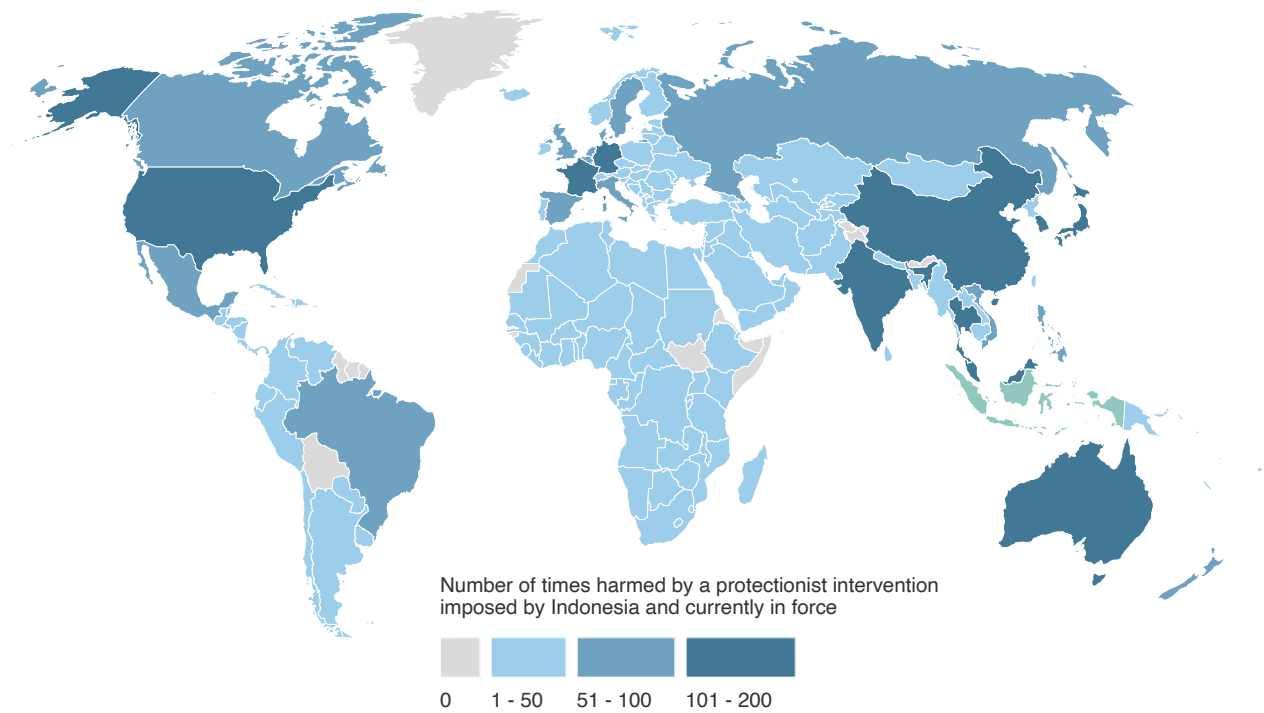 Number of times harmed by a protectionist intervention
imposed by Indonesia and currently in force
0 1 - 50 51 - 100 101 - 200